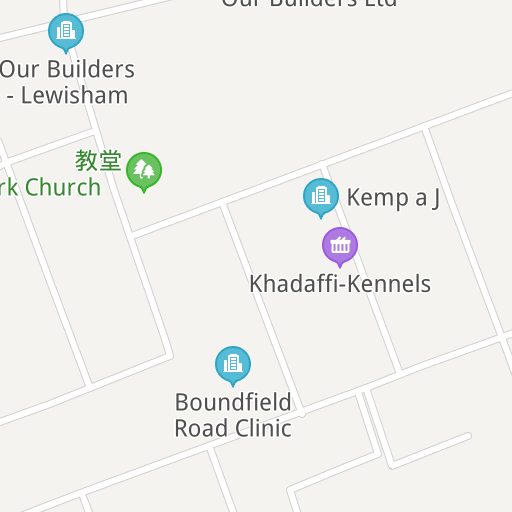 Our Builders Ltd
Our Builders
- Lewisham
教堂
rk Church
Kemp a J
Khadaffi-Kennels
Boundfield
Road Clinic